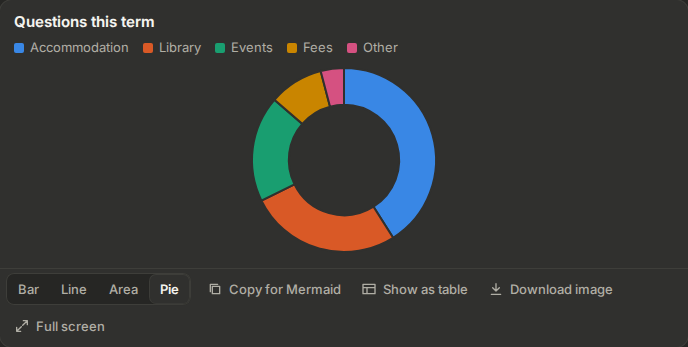 Questions this term
Accommodation Library Events Fees Other
Bar Line Area Pie Copy for Mermaid Show as table Download image
Full screen